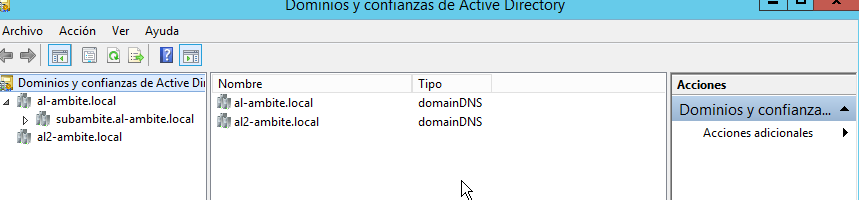 Dominios y confianzas de Active Directory
Archivo Acción Ver Ayuda
Dominios y confianzas de Active Di
al-ambite.local
subambite.al-ambite.local
al2-ambite.local
Nombre Tipo
al-ambite.local domainDNS
al2-ambite.local domainDNS
Acciones
Dominios y confianza...
Acciones adicionales